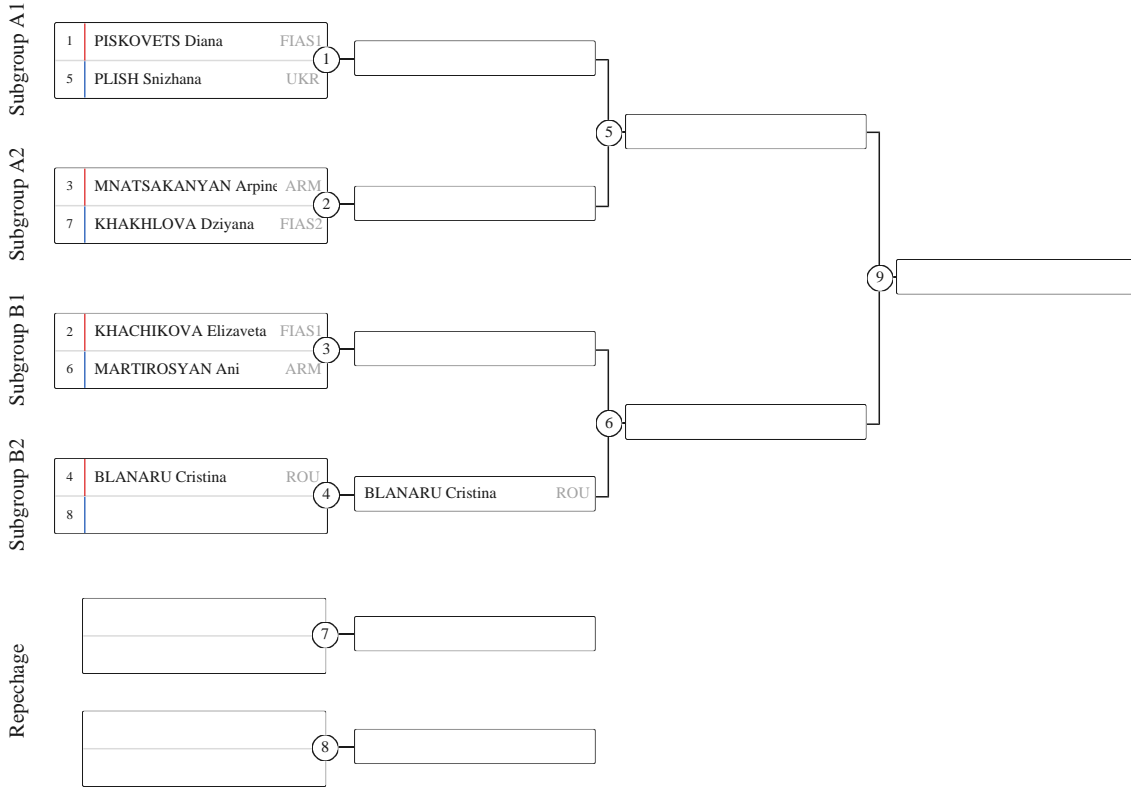 Subgroup A1
1 PISKOVETS Diana FIAS1
5 PLISH Snizhana UKR
1
5
Subgroup A2
3 MNATSAKANYAN Arpine ARM
7 KHAKHLOVA Dziyana FIAS2
2
9
Subgroup B1
2 KHACHIKOVA Elizaveta FIAS1
6 MARTIROSYAN Ani ARM
3
6
Subgroup B2
4 BLANARU Cristina ROU
8
4
BLANARU Cristina ROU
Repechage
7
8